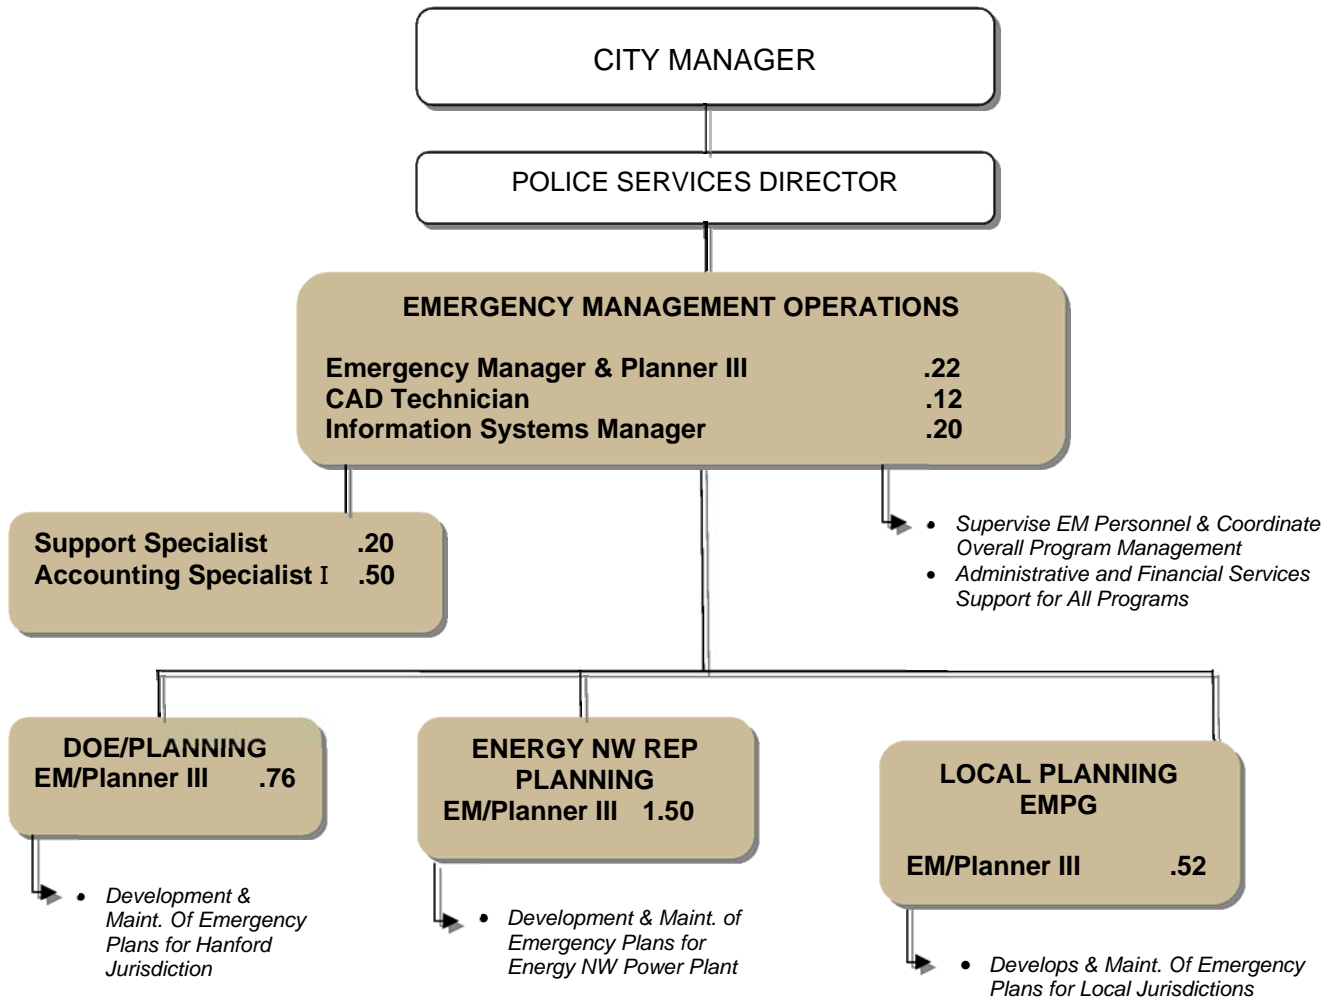 CITY MANAGER
POLICE SERVICES DIRECTOR
EMERGENCY MANAGEMENT OPERATIONS
Emergency Manager & Planner III .22
CAD Technician .12
Information Systems Manager .20
Support Specialist .20
Accounting Specialist I .50
• Supervise EM Personnel & Coordinate
Overall Program Management
• Administrative and Financial Services
Support for All Programs
DOE/PLANNING
EM/Planner III .76
• Development &
Maint. Of Emergency
Plans for Hanford
Jurisdiction
ENERGY NW REP
PLANNING
EM/Planner III 1.50
• Development & Maint. of
Emergency Plans for
Energy NW Power Plant
LOCAL PLANNING
EMPG
EM/Planner III .52
• Develops & Maint. Of Emergency
Plans for Local Jurisdictions